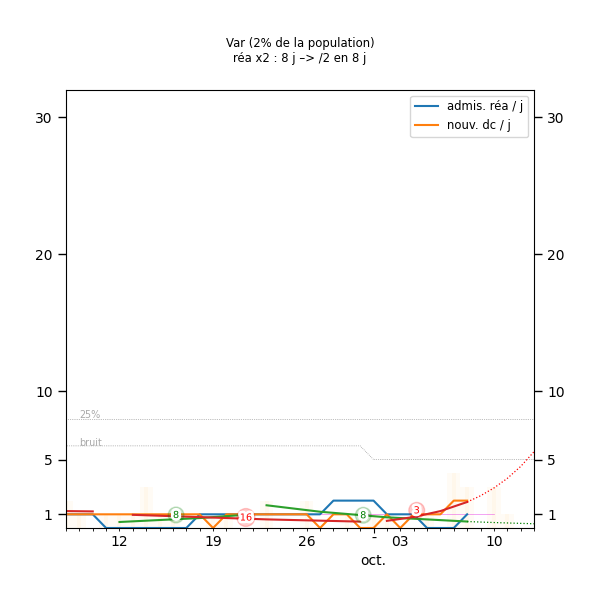 Var (2% de la population)
réa x2 : 8 j –> /2 en 8 j
admis. réa / j
nouv. dc / j
30 30
20 20
10 10
25%
bruit
5 5
8 16 8 3
1 1
12 19 26 - 03 10
oct.